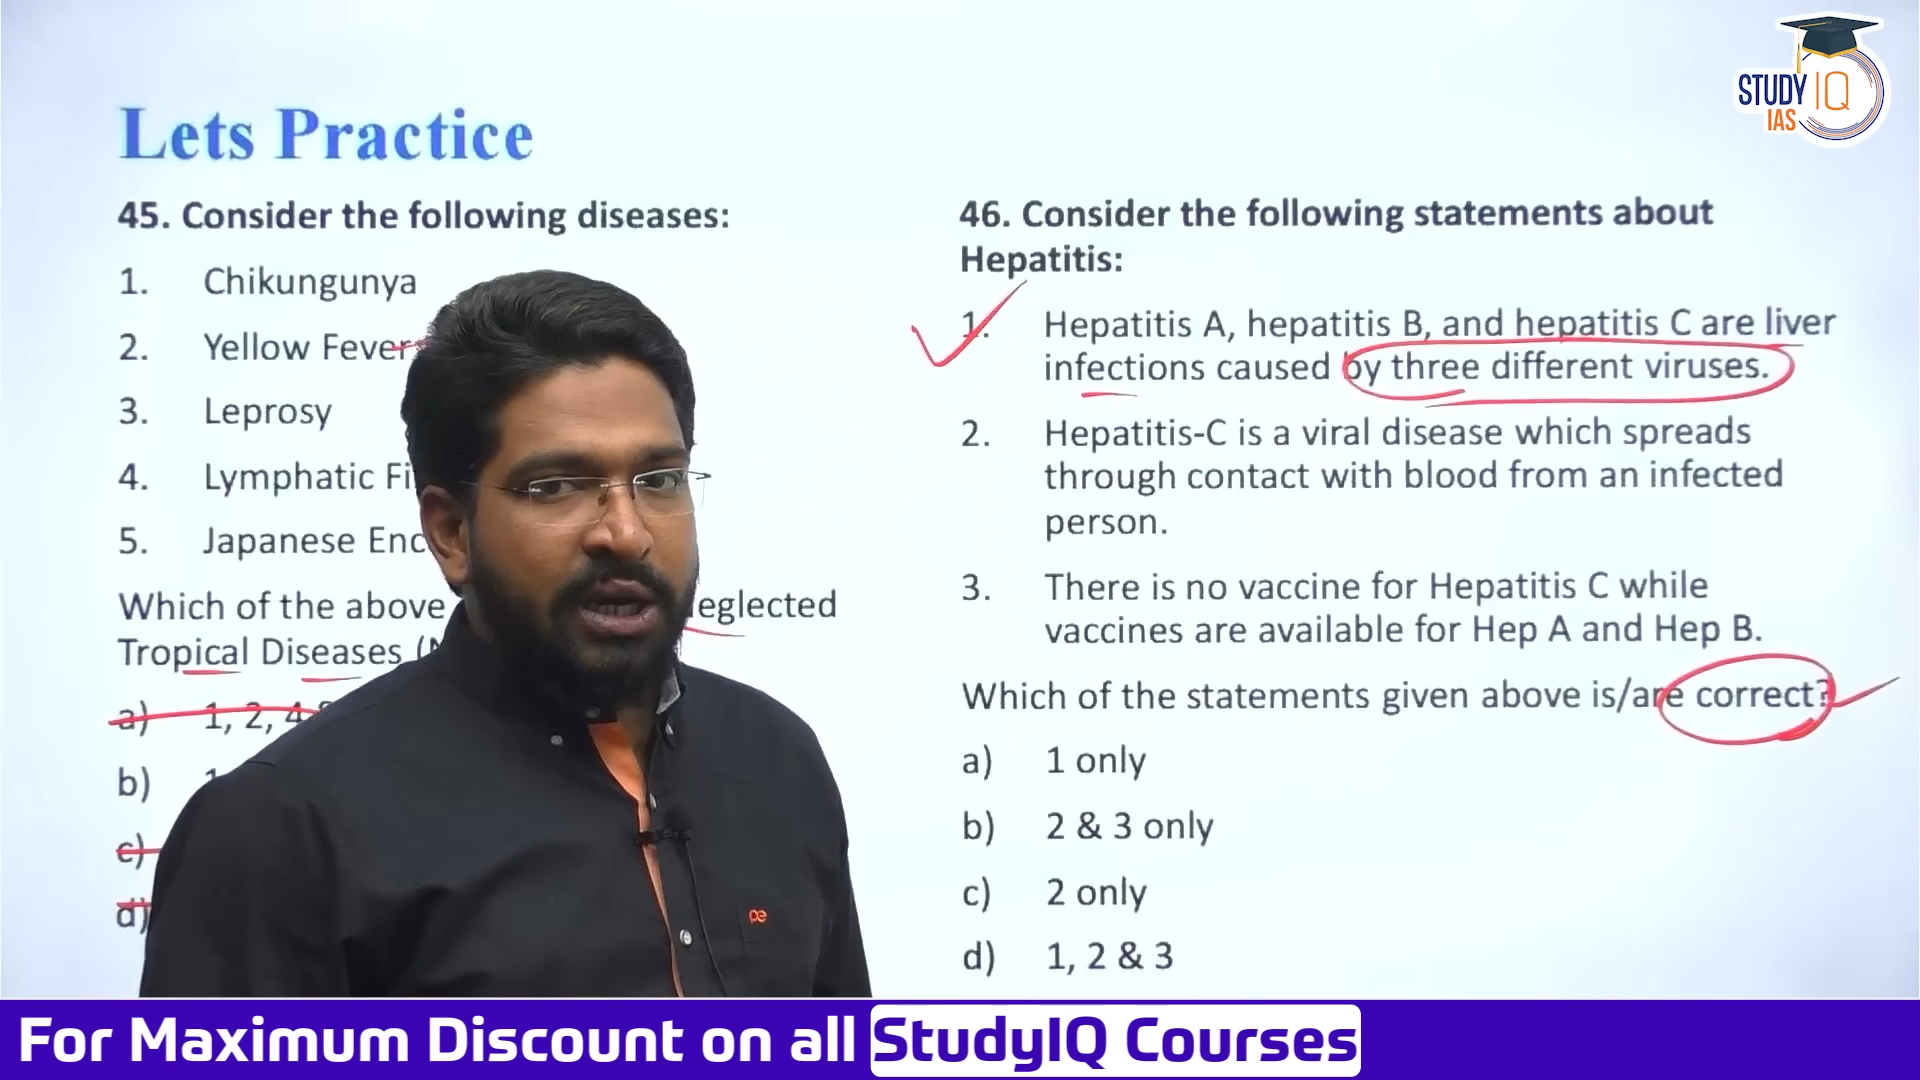 STUDY IQ
IAS
Lets Practice
45. Consider the following diseases:
1. Chikungunya
2. Yellow Fever
3. Leprosy
4. Lymphatic Fi
5. Japanese Enc
Which of the above eglected
Tropical Diseases (
a) 1, 2, 4
b)
c)
d)
46. Consider the following statements about
Hepatitis:
1. Hepatitis A, hepatitis B, and hepatitis C are liver
infections caused by three different viruses.
2. Hepatitis-C is a viral disease which spreads
through contact with blood from an infected
person.
3. There is no vaccine for Hepatitis C while
vaccines are available for Hep A and Hep B.
Which of the statements given above is/are correct?
a) 1 only
b) 2 & 3 only
c) 2 only
d) 1, 2 & 3
pe
For Maximum Discount on all StudyIQ Courses